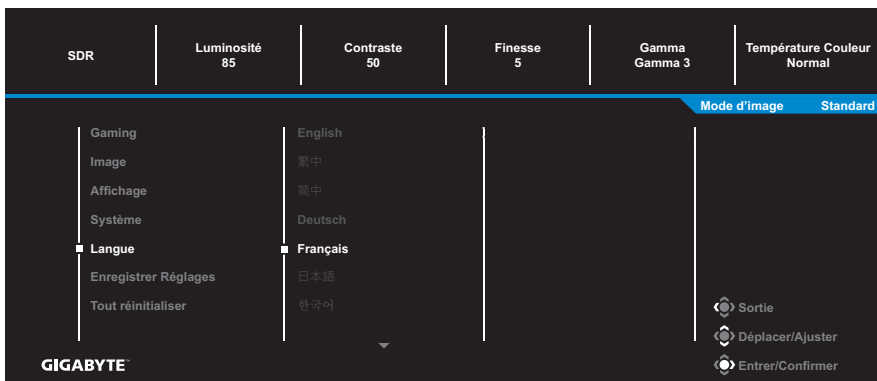 SDR
Luminosité
85
Contraste
50
Finesse
5
Gamma
Gamma 3
Température Couleur
Normal
Mode d’image Standard
Gaming
Image
Affichage
Système
Langue
Enregistrer Réglages
Tout réinitialiser
English
繁中
简中
Deutsch
Français
日本語
한국어
Sortie
Déplacer/Ajuster
Entrer/Confirmer
GIGABYTE™